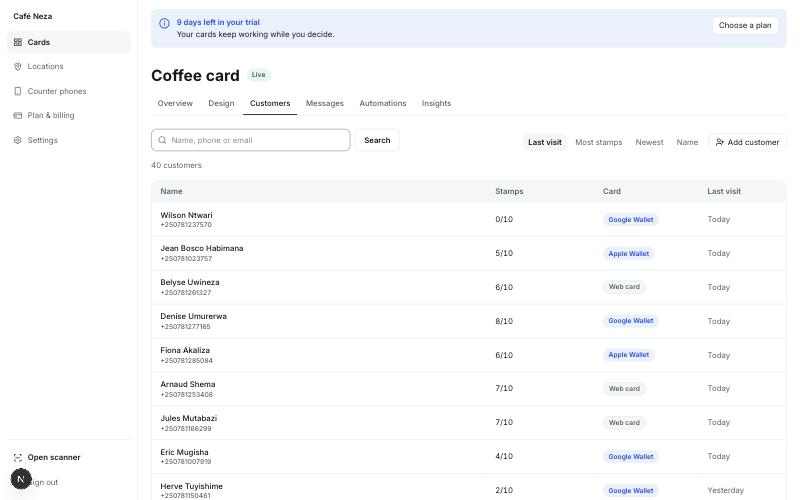 Café Neza
Cards
Locations
Counter phones
Plan & billing
Settings
Open scanner
N
ign out
9 days left in your trial
Your cards keep working while you decide.
Choose a plan
Coffee card Live
Overview Design Customers Messages Automations Insights
Name, phone or email Search Last visit Most stamps Newest Name Add customer
40 customers
Name Stamps Card Last visit
Wilson Ntwari 0/10 Google Wallet Today
+250781237570
Jean Bosco Habimana 5/10 Apple Wallet Today
+250781023757
Belyse Uwineza 6/10 Web card Today
+250781261327
Denise Umurerwa 8/10 Google Wallet Today
+250781277165
Fiona Akaliza 6/10 Apple Wallet Today
+250781285084
Arnaud Shema 7/10 Web card Today
+250781253408
Jules Mutabazi 7/10 Web card Today
+250781166299
Eric Mugisha 4/10 Google Wallet Today
+250781007919
Herve Tuyishime 2/10 Google Wallet Yesterday
+250781150461